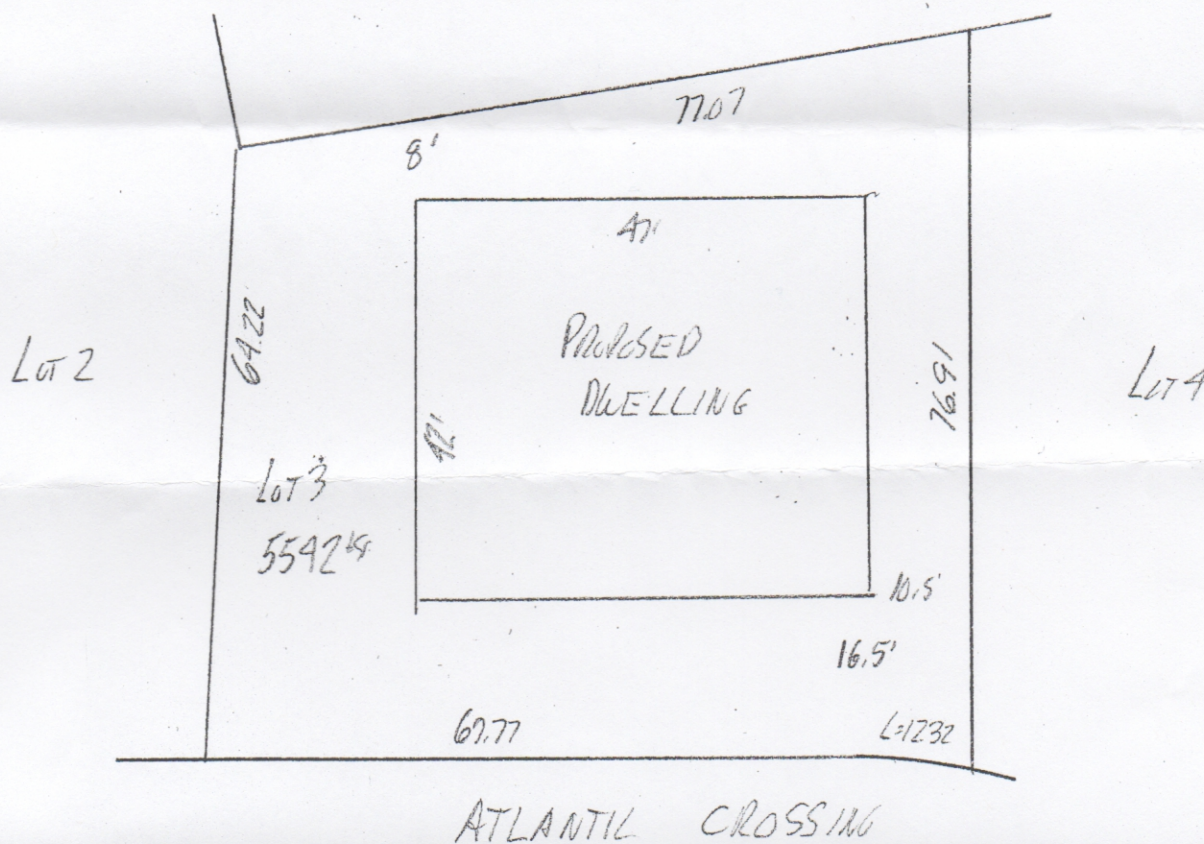 77.07
8'
47'
64.22
PROPOSED
DWELLING
76.91
LOT 2
LOT 4
42'
LOT 3
5542
10.5'
16.5'
67.77
L=12.32
ATLANTIC CROSSING